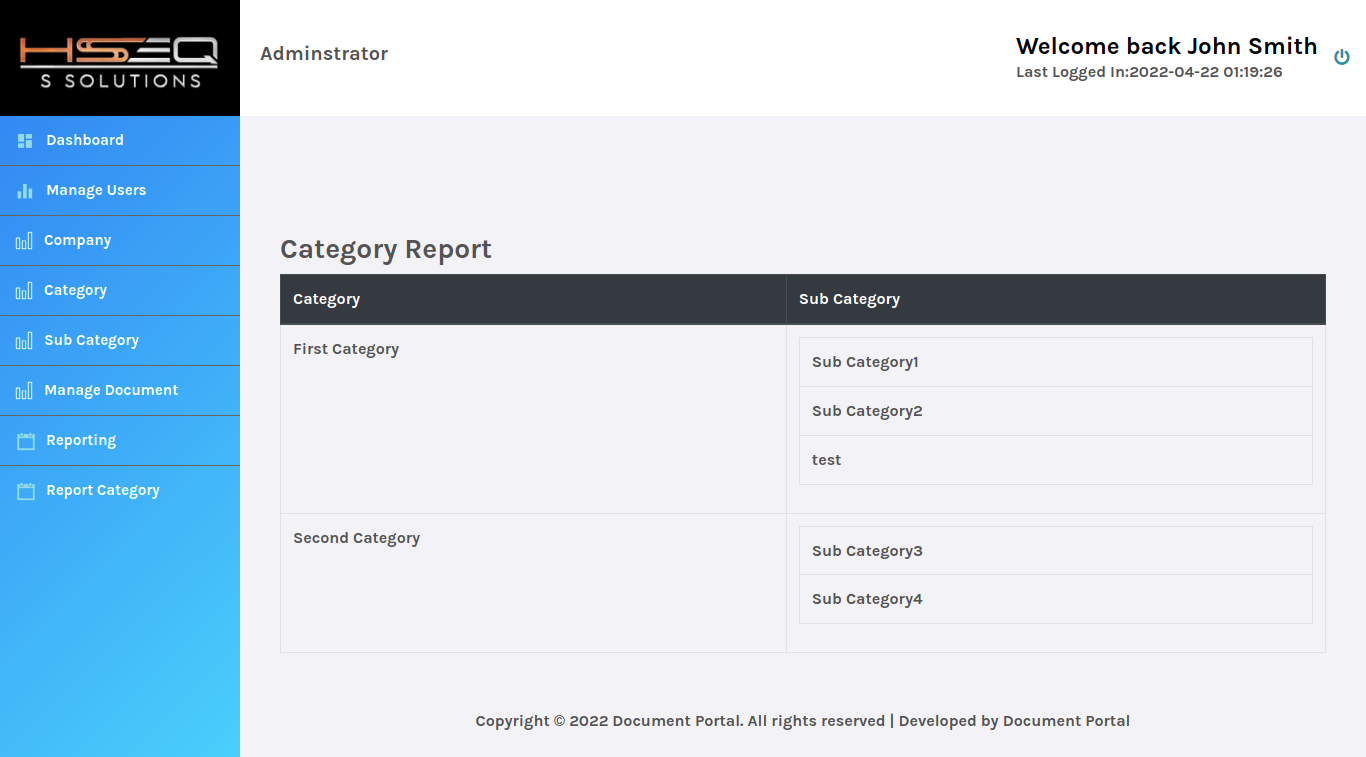 HSEQ
S SOLUTIONS
Adminstrator
Welcome back John Smith
Last Logged In:2022-04-22 01:19:26
Dashboard
Manage Users
Company
Category
Sub Category
Manage Document
Reporting
Report Category
Category Report
Category Sub Category
First Category
Sub Category1
Sub Category2
test
Second Category
Sub Category3
Sub Category4
Copyright © 2022 Document Portal. All rights reserved | Developed by Document Portal